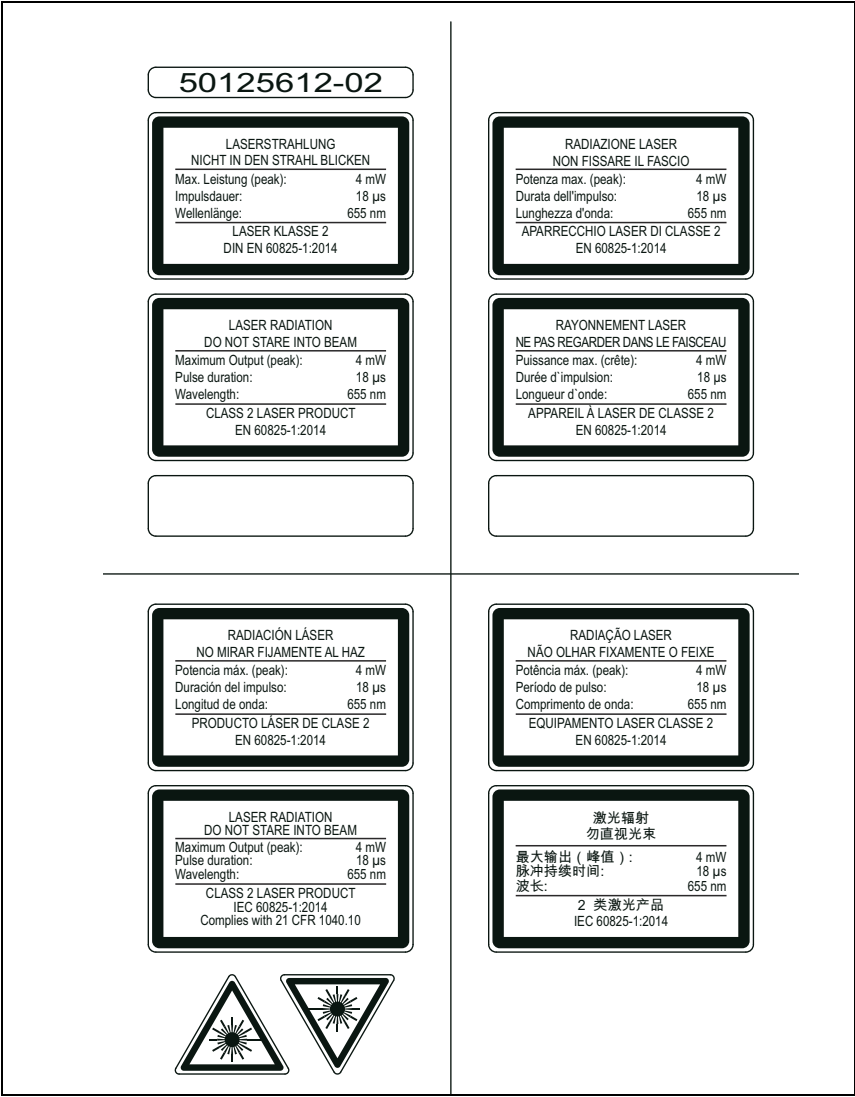 50125612-02
LASERSTRAHLUNG
NICHT IN DEN STRAHL BLICKEN
Max. Leistung (peak): 4 mW
Impulsdauer: 18 µs
Wellenlänge: 655 nm
LASER KLASSE 2
DIN EN 60825-1:2014
RADIAZIONE LASER
NON FISSARE IL FASCIO
Potenza max. (peak): 4 mW
Durata dell'impulso: 18 µs
Lunghezza d'onda: 655 nm
APARRECCHIO LASER DI CLASSE 2
EN 60825-1:2014
LASER RADIATION
DO NOT STARE INTO BEAM
Maximum Output (peak): 4 mW
Pulse duration: 18 µs
Wavelength: 655 nm
CLASS 2 LASER PRODUCT
EN 60825-1:2014
RAYONNEMENT LASER
NE PAS REGARDER DANS LE FAISCEAU
Puissance max. (crête): 4 mW
Durée d`impulsion: 18 µs
Longueur d`onde: 655 nm
APPAREIL À LASER DE CLASSE 2
EN 60825-1:2014
RADIACIÓN LÁSER
NO MIRAR FIJAMENTE AL HAZ
Potencia máx. (peak): 4 mW
Duración del impulso: 18 µs
Longitud de onda: 655 nm
PRODUCTO LÁSER DE CLASE 2
EN 60825-1:2014
RADIAÇÃO LASER
NÃO OLHAR FIXAMENTE O FEIXE
Potência máx. (peak): 4 mW
Período de pulso: 18 µs
Comprimento de onda: 655 nm
EQUIPAMENTO LASER CLASSE 2
EN 60825-1:2014
LASER RADIATION
DO NOT STARE INTO BEAM
Maximum Output (peak): 4 mW
Pulse duration: 18 µs
Wavelength: 655 nm
CLASS 2 LASER PRODUCT
IEC 60825-1:2014
Complies with 21 CFR 1040.10
激光辐射
勿直视光束
最大输出（峰值）: 4 mW
脉冲持续时间: 18 µs
波长: 655 nm
2 类激光产品
IEC 60825-1:2014